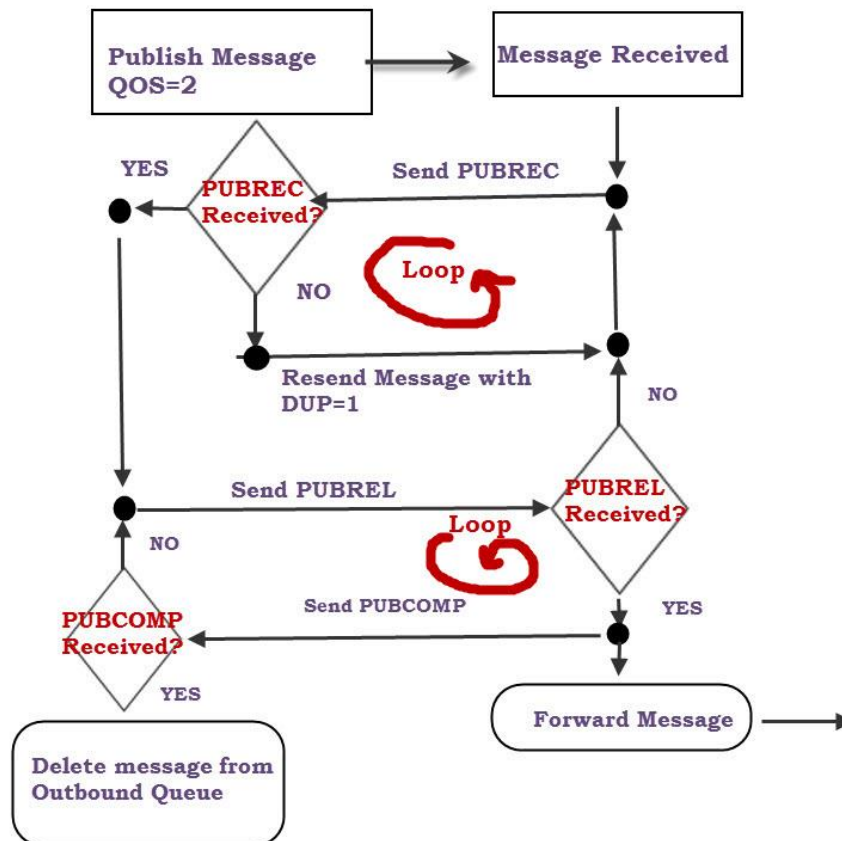 Publish Message
QOS=2
Message Received
YES
Send PUBREC
PUBREC
Received?
Loop
NO
Resend Message with
DUP=1
NO
Send PUBREL
PUBREL
Received?
Loop
NO
Send PUBCOMP
YES
PUBCOMP
Received?
YES
Forward Message
Delete message from
Outbound Queue